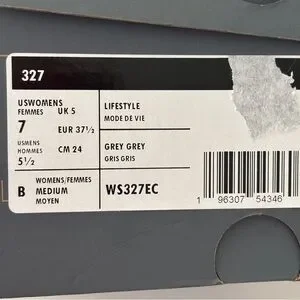 327
USWOMENS UK 5 LIFESTYLE
FEMMES MODE DE VIE
7 EUR 37½
USMENS
HOMMES CM 24 GREY GREY
5½ GRIS GRIS
WOMENS/FEMMES
B MEDIUM WS327EC
MOYEN
1 96307 54346